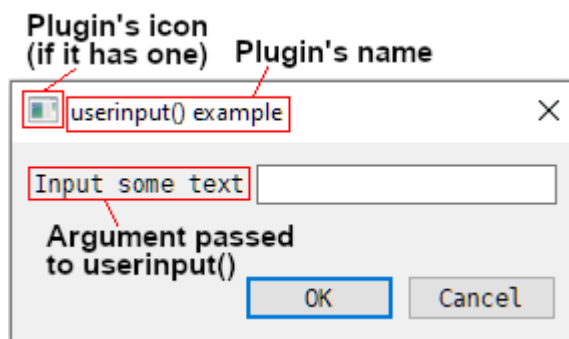 Plugin's icon
(if it has one) Plugin's name
userinput() example
Input some text
Argument passed
to userinput()
OK Cancel